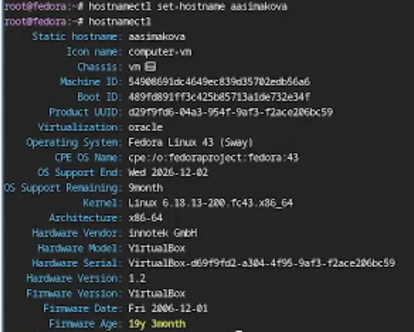 root@fedora:~# hostnamectl set-hostname aasimakova
root@fedora:~# hostnamectl
Static hostname: aasimakova
Icon name: computer-vm
Chassis: vm
Machine ID: 54908691dc4649ec839d35702edb56a6
Boot ID: 489fd891ff3c425b85713a1de732e34f
Product UUID: d29f9fd6-04a3-954f-9af3-f2ace206bc59
Virtualization: oracle
Operating System: Fedora Linux 43 (Sway)
CPE OS Name: cpe:/o:fedoraproject:fedora:43
OS Support End: Wed 2026-12-02
OS Support Remaining: 9month
Kernel: Linux 6.18.13-200.fc43.x86_64
Architecture: x86-64
Hardware Vendor: innotek GmbH
Hardware Model: VirtualBox
Hardware Serial: VirtualBox-d69f9fd2-a304-4f95-9af3-f2ace206bc59
Hardware Version: 1.2
Firmware Version: VirtualBox
Firmware Date: Fri 2006-12-01
Firmware Age: 19y 3month